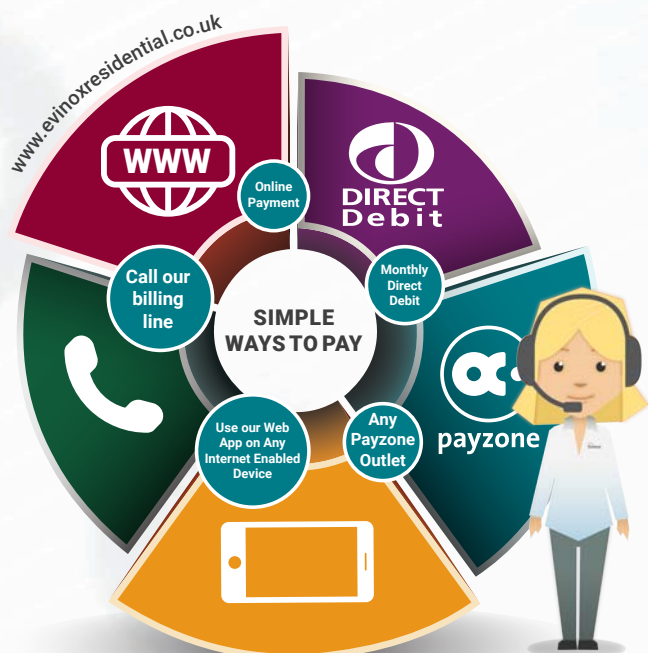 www.evinoxresidential.co.uk
WWW
Online
Payment
DIRECT
Debit
Call our
billing
line
Monthly
Direct
Debit
SIMPLE
WAYS TO PAY
payzone
Any
Payzone
Outlet
Use our Web
App on Any
Internet Enabled
Device